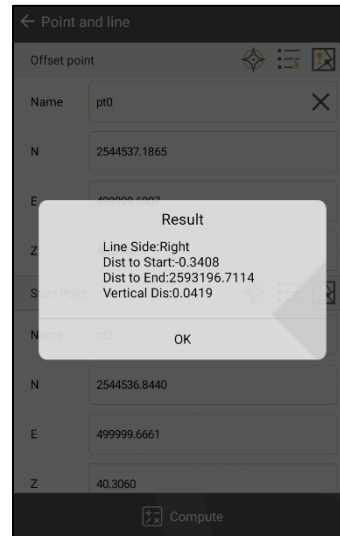 Point and line
Offset point
Name pt0
N 2544537.1865
E
Result
Line Side:Right
Dist to Start:-0.3408
Dist to End:2593196.7114
Vertical Dis:0.0419
OK
Z
Start Point
Name pt2
N 2544536.8440
E 499999.6661
Z 40.3060
Compute